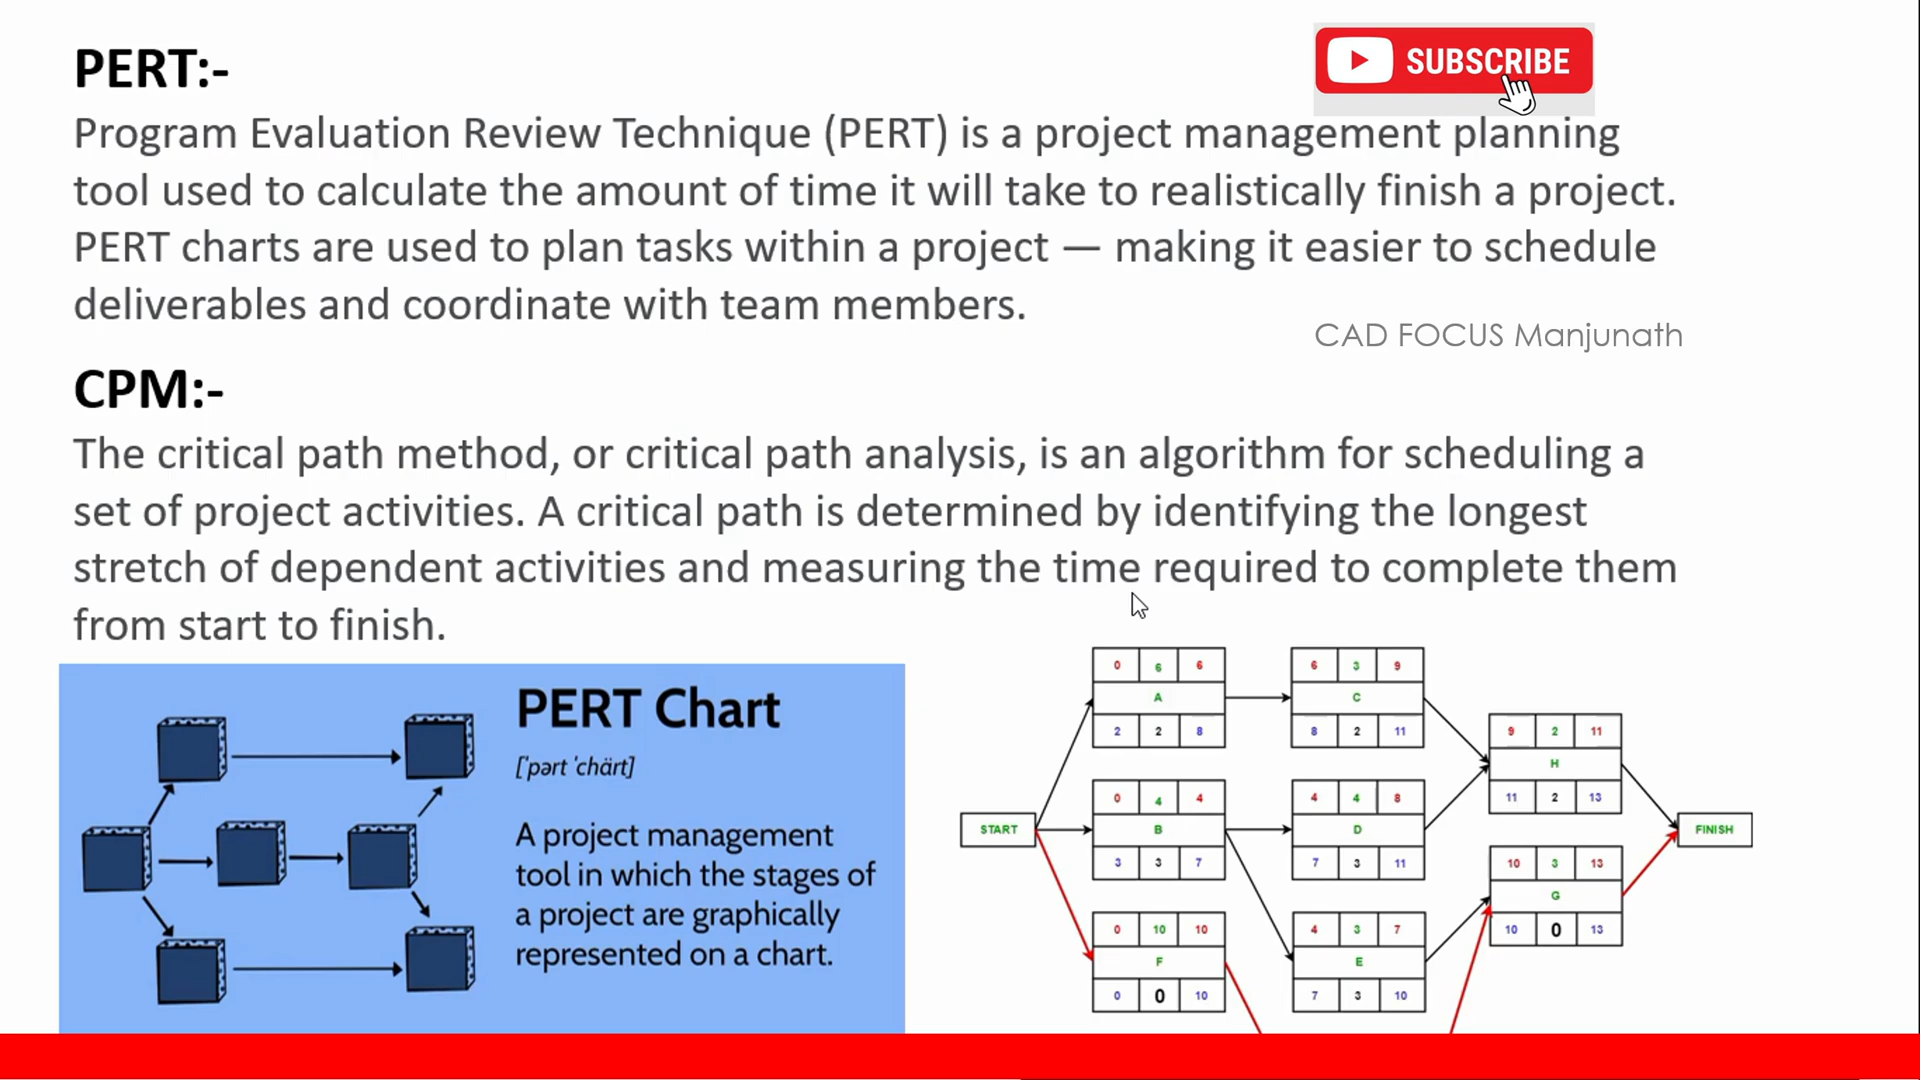 PERT:-
SUBSCRIBE
Program Evaluation Review Technique (PERT) is a project management planning
tool used to calculate the amount of time it will take to realistically finish a project.
PERT charts are used to plan tasks within a project — making it easier to schedule
deliverables and coordinate with team members.
CAD FOCUS Manjunath
CPM:-
The critical path method, or critical path analysis, is an algorithm for scheduling a
set of project activities. A critical path is determined by identifying the longest
stretch of dependent activities and measuring the time required to complete them
from start to finish.
PERT Chart
['pərt 'chärt]
A project management
tool in which the stages of
a project are graphically
represented on a chart.
START
0 6 6
A
2 2 8
0 4 4
B
3 3 7
0 10 10
F
0 0 10
6 3 9
C
8 2 11
4 4 8
D
7 3 11
4 3 7
E
7 3 10
9 2 11
H
11 2 13
10 3 13
G
10 0 13
FINISH